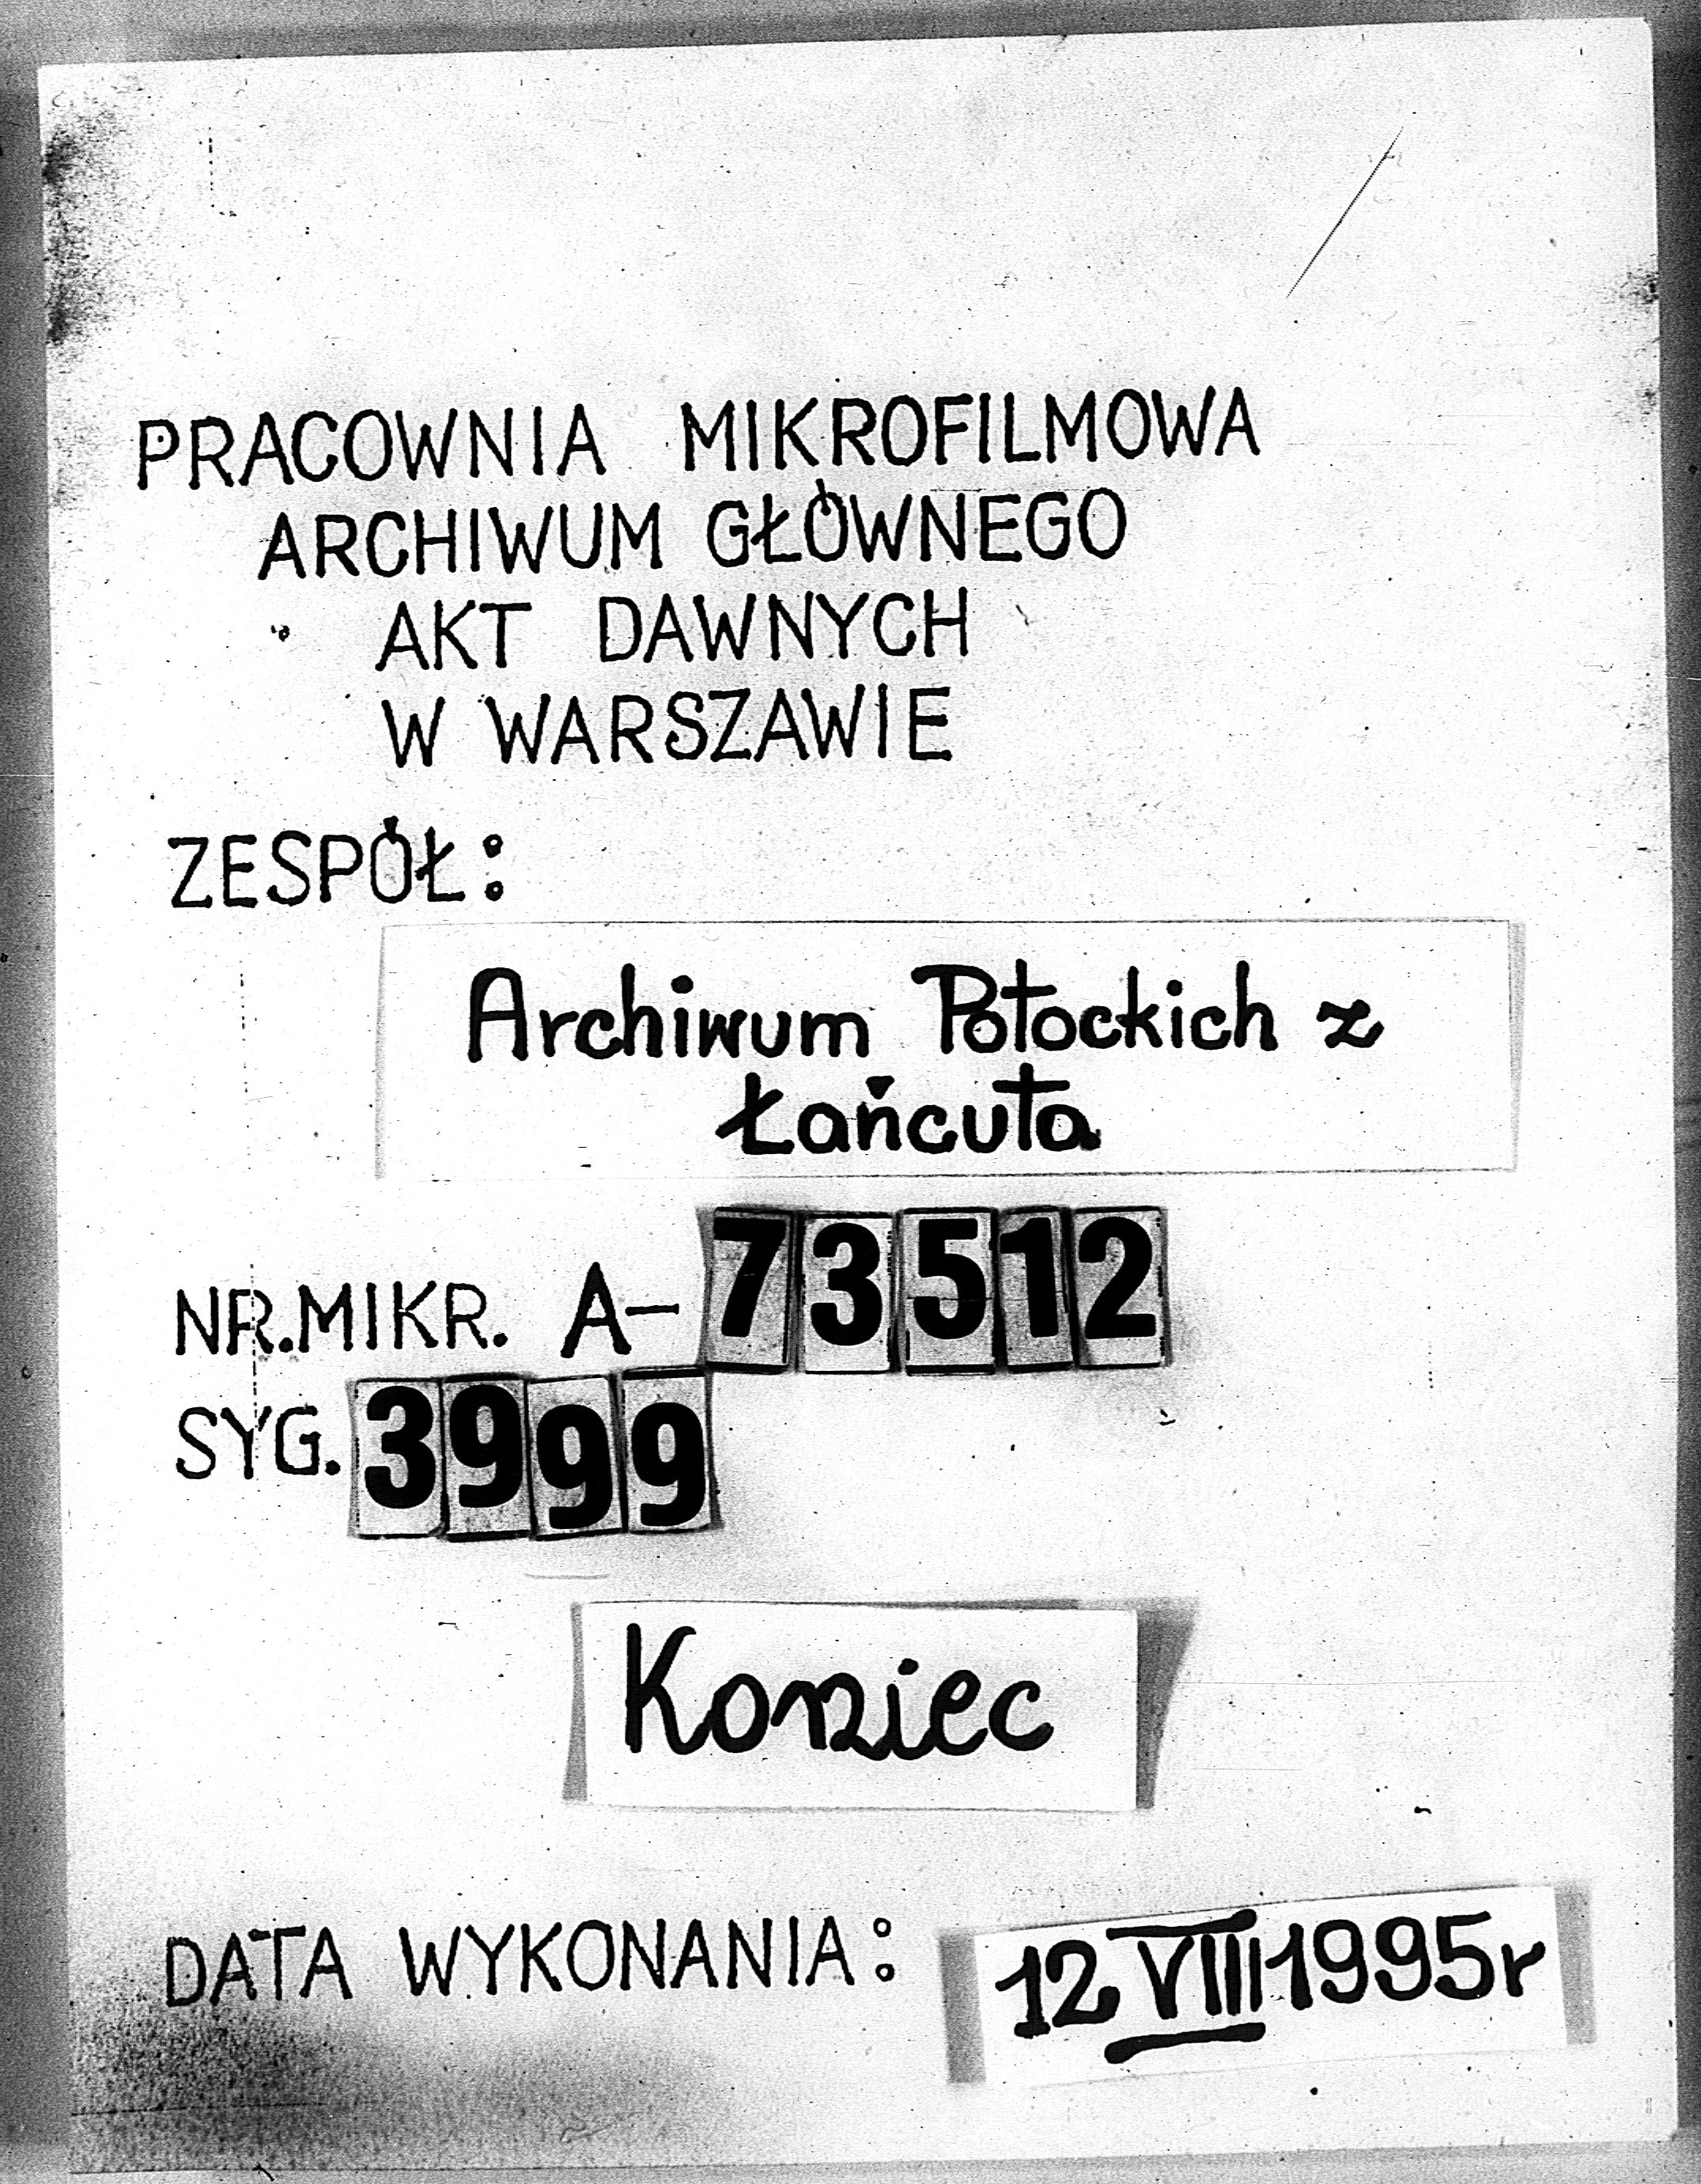 PRACOWNIA MIKROFILMOWA
ARCHIWUM GŁÓWNEGO
AKT DAWNYCH
W WARSZAWIE
ZESPÓŁ:
Archiwum Potockich z
Łańcuta
NR.MIKR. A-73512
SYG. 3999
Koniec
DATA WYKONANIA: 12 VIII 1995r